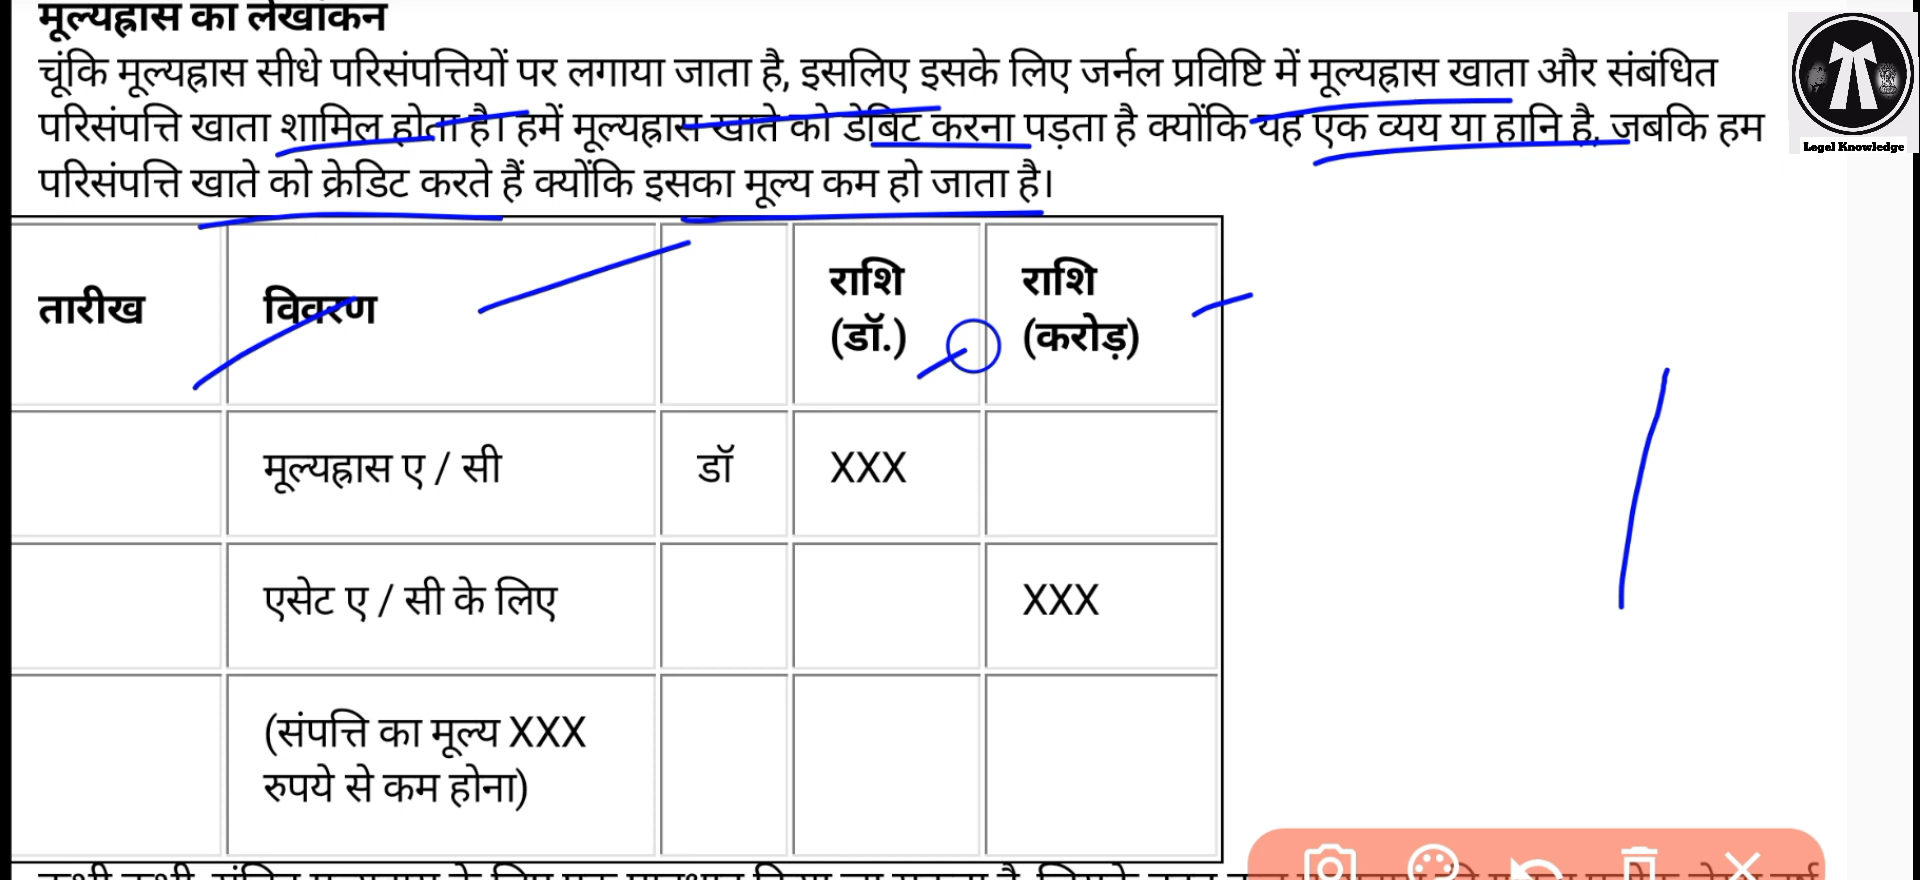 मूल्यह्रास का लेखांकन
चूंकि मूल्यह्रास सीधे परिसंपत्तियों पर लगाया जाता है, इसलिए इसके लिए जर्नल प्रविष्टि में मूल्यह्रास खाता और संबंधित
परिसंपत्ति खाता शामिल होता है। हमें मूल्यह्रास खाते को डेबिट करना पड़ता है क्योंकि यह एक व्यय या हानि है, जबकि हम
परिसंपत्ति खाते को क्रेडिट करते हैं क्योंकि इसका मूल्य कम हो जाता है।
Legel Knowledge
तारीख विवरण राशि (डॉ.) राशि (करोड़)
मूल्यह्रास ए / सी डॉ XXX
एसेट ए / सी के लिए XXX
(संपत्ति का मूल्य XXX
रुपये से कम होना)